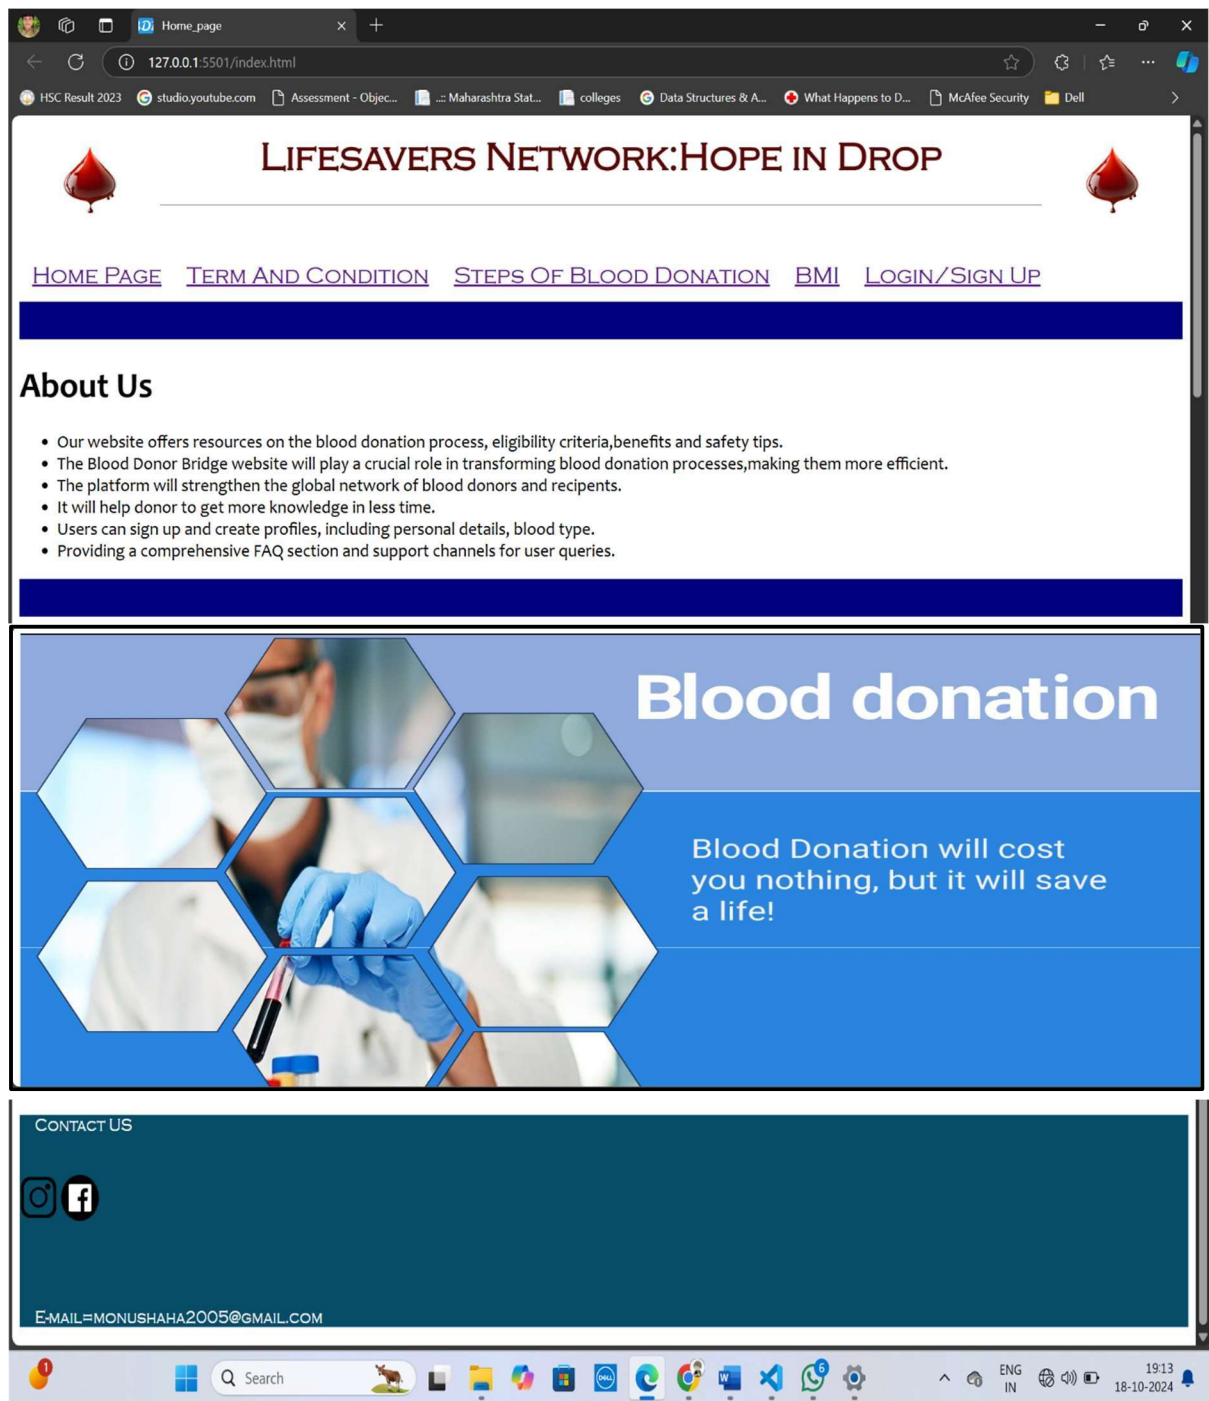 Home_page
127.0.0.1:5501/index.html
HSC Result 2023 studio.youtube.com Assessment - Objec... ..:: Maharashtra Stat... colleges Data Structures & A... What Happens to D... McAfee Security Dell
LIFESAVERS NETWORK:HOPE IN DROP
HOME PAGE TERM AND CONDITION STEPS OF BLOOD DONATION BMI LOGIN/SIGN UP
About Us
• Our website offers resources on the blood donation process, eligibility criteria,benefits and safety tips.
• The Blood Donor Bridge website will play a crucial role in transforming blood donation processes,making them more efficient.
• The platform will strengthen the global network of blood donors and recipents.
• It will help donor to get more knowledge in less time.
• Users can sign up and create profiles, including personal details, blood type.
• Providing a comprehensive FAQ section and support channels for user queries.
Blood donation
Blood Donation will cost
you nothing, but it will save
a life!
CONTACT US
E-MAIL=MONUSHAHA2005@GMAIL.COM
1
Search
DELL
6
ENG
IN
19:13
18-10-2024